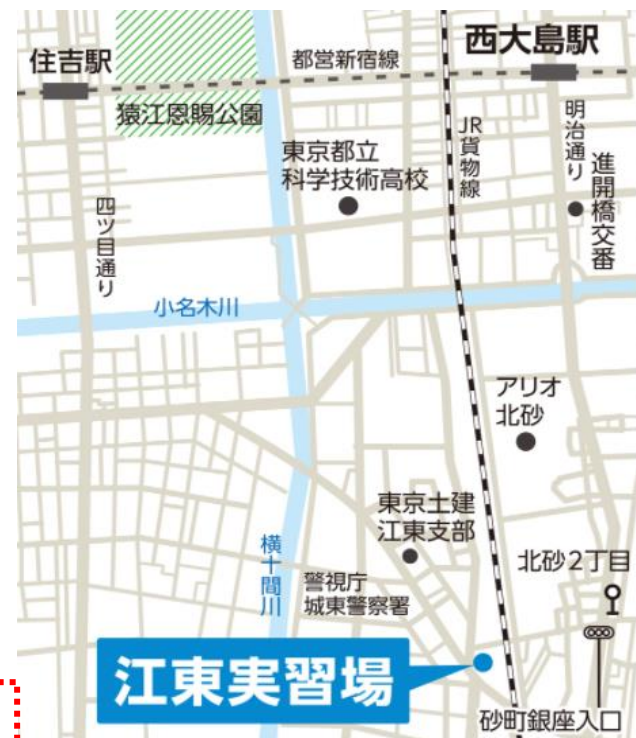 西大島駅
住吉駅
都営新宿線
猿江恩賜公園
東京都立
科学技術高校
JR貨物線
明治通り
進開橋交番
四ツ目通り
小名木川
アリオ
北砂
東京土建
江東支部
横十間川
警視庁
城東警察署
北砂2丁目
江東実習場
砂町銀座入口